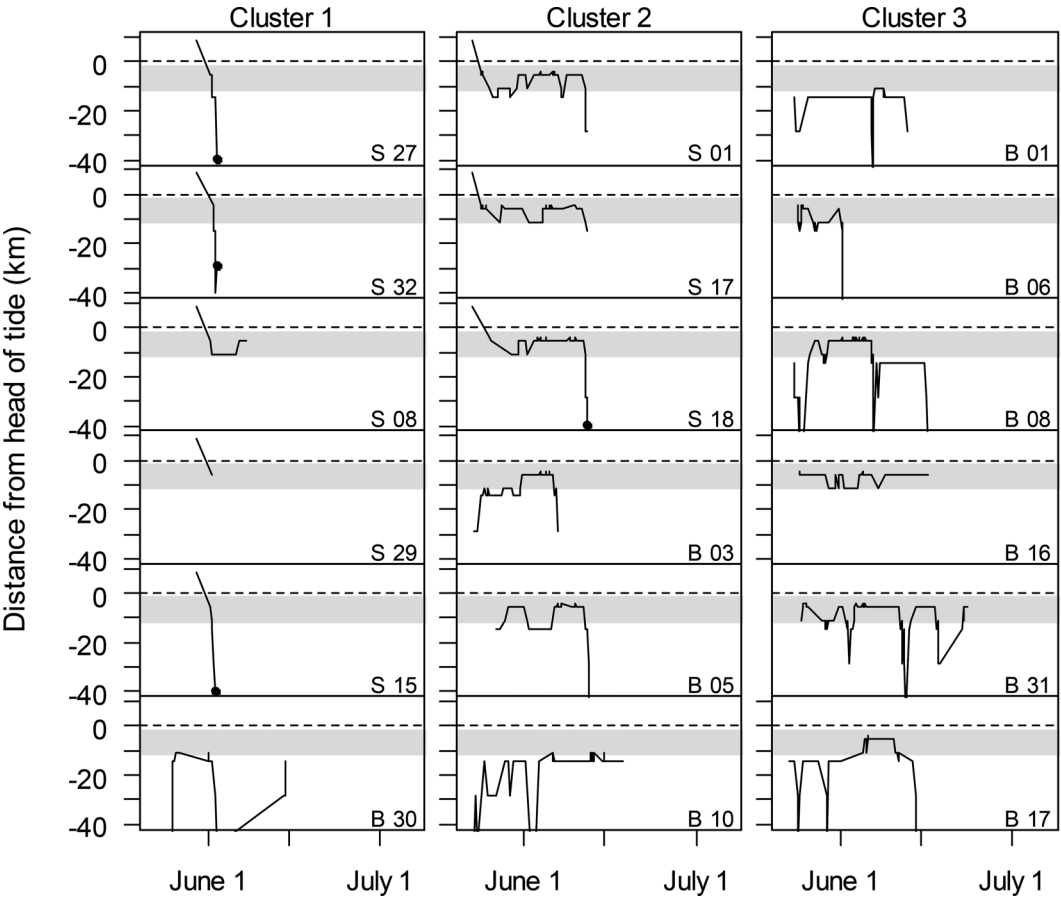 Cluster 1 Cluster 2 Cluster 3
Distance from head of tide (km)
0
-20
-40
S 27 S 01 B 01
0
-20
-40
S 32 S 17 B 06
0
-20
-40
S 08 S 18 B 08
0
-20
-40
S 29 B 03 B 16
0
-20
-40
S 15 B 05 B 31
0
-20
-40
B 30 B 10 B 17
June 1 July 1 June 1 July 1 June 1 July 1